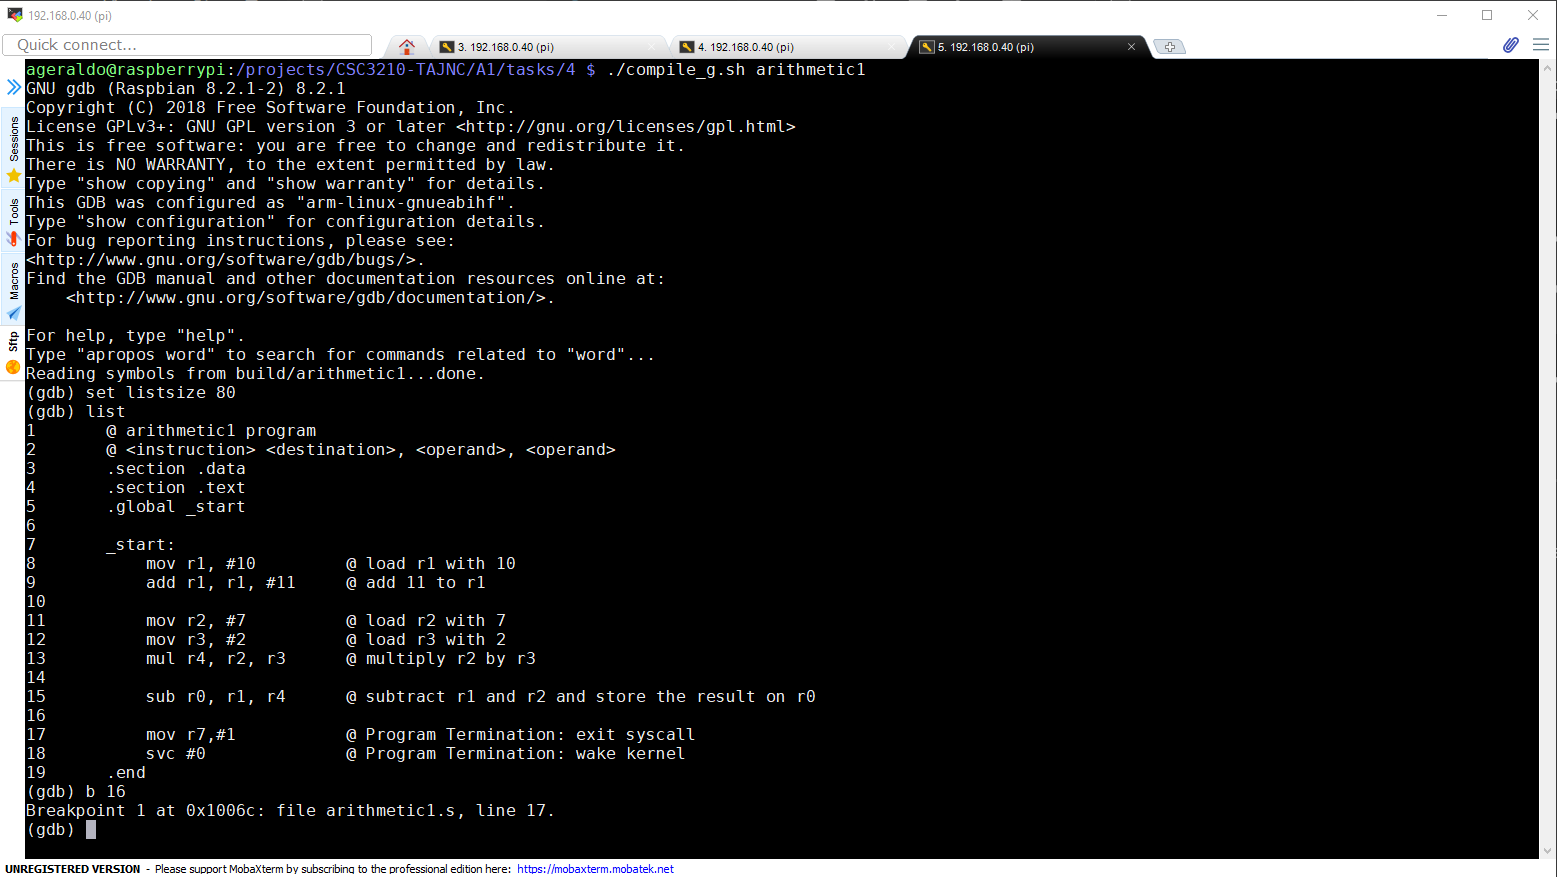 192.168.0.40 (pi)
Quick connect...
3. 192.168.0.40 (pi)
4. 192.168.0.40 (pi)
5. 192.168.0.40 (pi)
Sessions
Tools
Macros
Sftp
ageraldo@raspberrypi:/projects/CSC3210-TAJNC/A1/tasks/4 $ ./compile_g.sh arithmetic1
GNU gdb (Raspbian 8.2.1-2) 8.2.1
Copyright (C) 2018 Free Software Foundation, Inc.
License GPLv3+: GNU GPL version 3 or later <http://gnu.org/licenses/gpl.html>
This is free software: you are free to change and redistribute it.
There is NO WARRANTY, to the extent permitted by law.
Type "show copying" and "show warranty" for details.
This GDB was configured as "arm-linux-gnueabihf".
Type "show configuration" for configuration details.
For bug reporting instructions, please see:
<http://www.gnu.org/software/gdb/bugs/>.
Find the GDB manual and other documentation resources online at:
    <http://www.gnu.org/software/gdb/documentation/>.

For help, type "help".
Type "apropos word" to search for commands related to "word"...
Reading symbols from build/arithmetic1...done.
(gdb) set listsize 80
(gdb) list
1       @ arithmetic1 program
2       @ <instruction> <destination>, <operand>, <operand>
3       .section .data
4       .section .text
5       .global _start
6
7       _start:
8           mov r1, #10         @ load r1 with 10
9           add r1, r1, #11     @ add 11 to r1
10
11          mov r2, #7          @ load r2 with 7
12          mov r3, #2          @ load r3 with 2
13          mul r4, r2, r3      @ multiply r2 by r3
14
15          sub r0, r1, r4      @ subtract r1 and r2 and store the result on r0
16
17          mov r7,#1           @ Program Termination: exit syscall
18          svc #0              @ Program Termination: wake kernel
19      .end
(gdb) b 16
Breakpoint 1 at 0x1006c: file arithmetic1.s, line 17.
(gdb)
UNREGISTERED VERSION - Please support MobaXterm by subscribing to the professional edition here: https://mobaxterm.mobatek.net